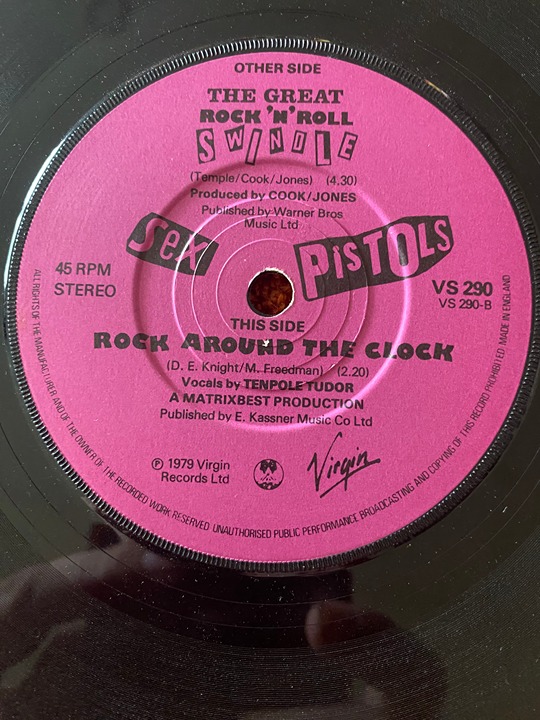 OTHER SIDE
THE GREAT
ROCK 'N' ROLL
SWINDLE
(Temple/Cook/Jones) (4.30)
Produced by COOK/JONES
Published by Warner Bros
Music Ltd
Sex PISTOLS
45 RPM
STEREO
VS 290
VS 290-B
THIS SIDE
ROCK AROUND THE CLOCK
(D. E. Knight/M. Freedman) (2.20)
Vocals by TENPOLE TUDOR
A MATRIXBEST PRODUCTION
Published by E. Kassner Music Co Ltd
℗ 1979 Virgin
Records Ltd
Virgin
ALL RIGHTS OF THE MANUFACTURER AND OF THE OWNER OF THE RECORDED WORK RESERVED. UNAUTHORISED PUBLIC PERFORMANCE BROADCASTING AND COPYING OF THIS RECORD PROHIBITED. MADE IN ENGLAND